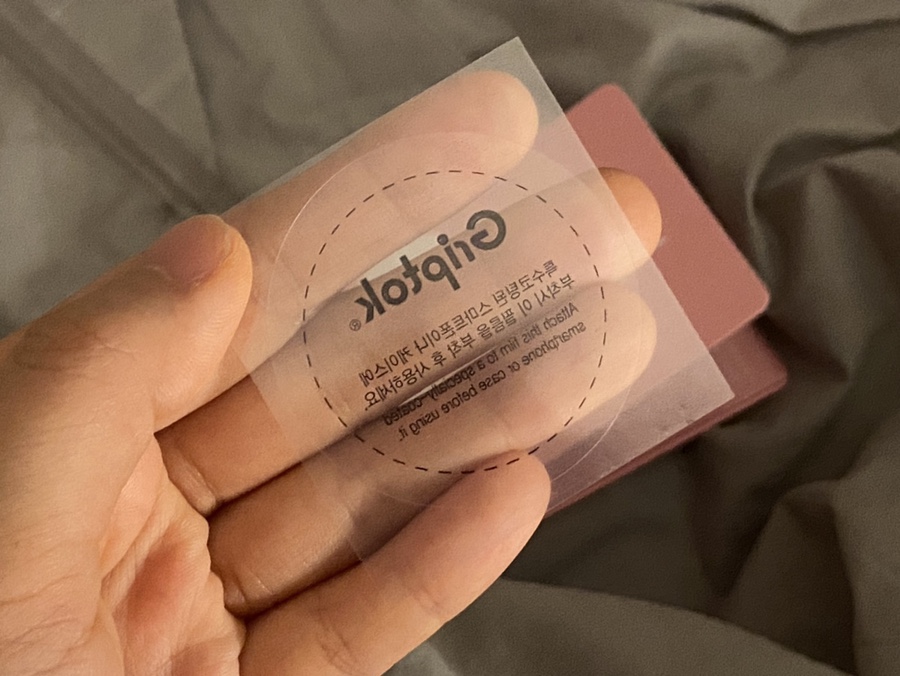 Griptok®
특수코팅된 스마트폰이나 케이스에
부착시 이 필름을 부착 후 사용하세요.
Attach this film to a specially-coated
smartphone or case before using it.